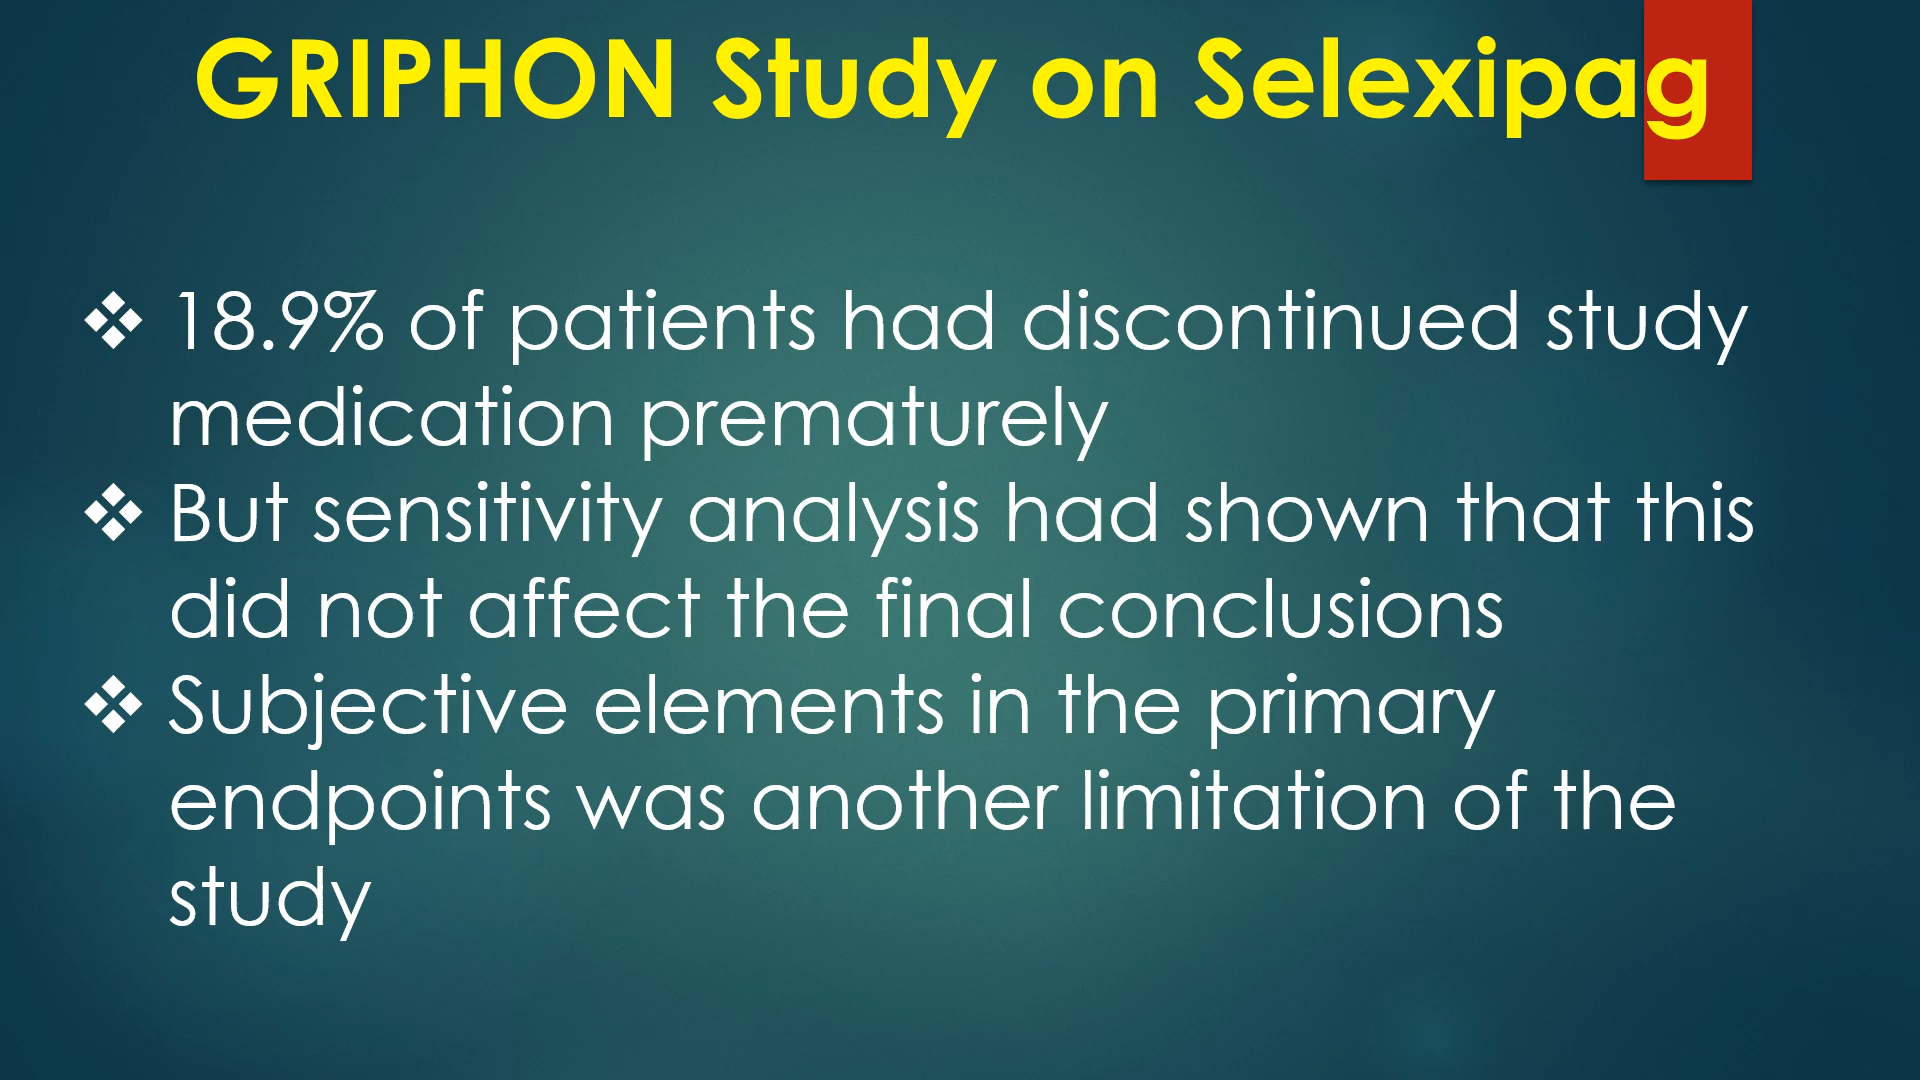 GRIPHON Study on Selexipag
❖ 18.9% of patients had discontinued study
medication prematurely
❖ But sensitivity analysis had shown that this
did not affect the final conclusions
❖ Subjective elements in the primary
endpoints was another limitation of the
study